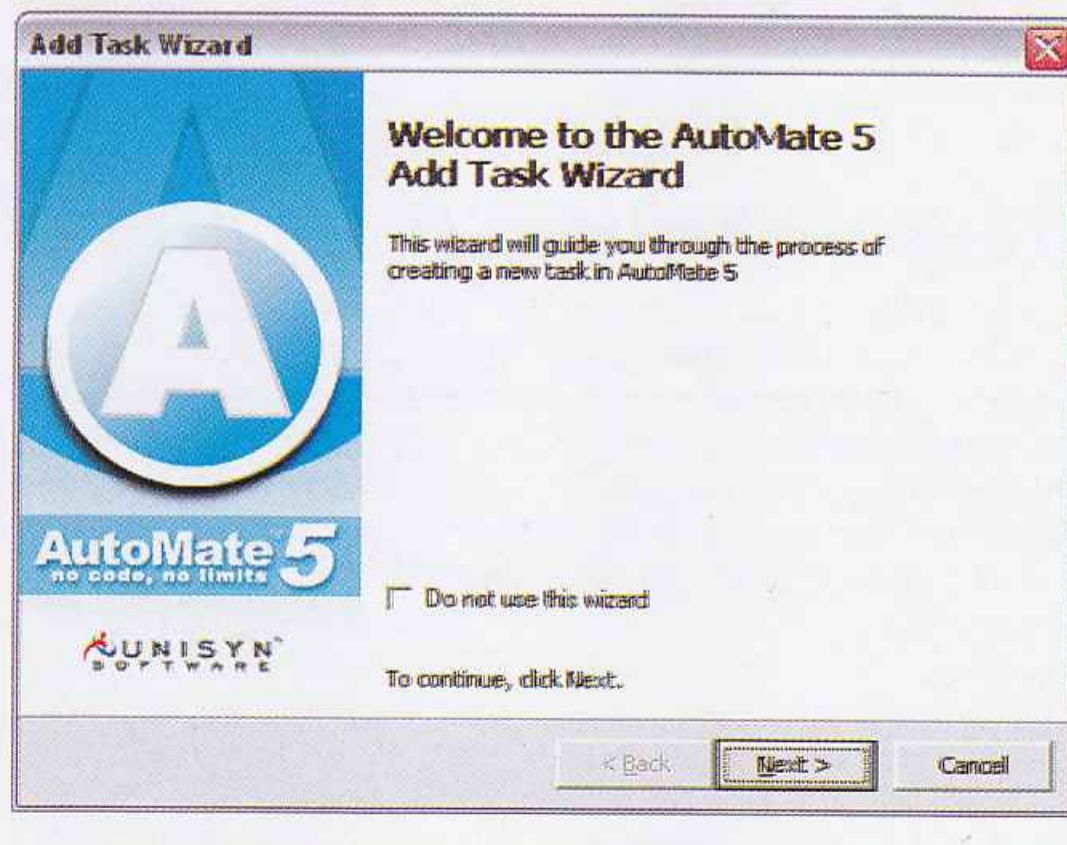 Add Task Wizard
Welcome to the AutoMate 5
Add Task Wizard
This wizard will guide you through the process of
creating a new task in AutoMate 5
A
AutoMate 5
no code, no limits
UNISYN
SOFTWARE
Do not use this wizard
To continue, click Next.
< Back
Next >
Cancel